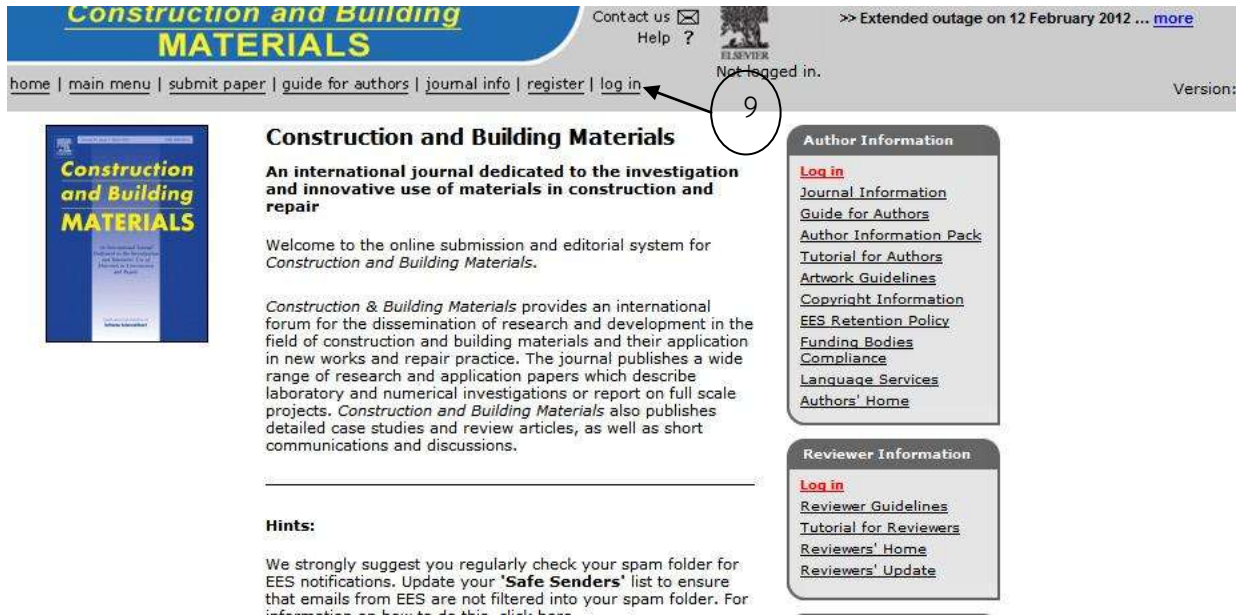 Construction and Building
MATERIALS
Contact us
Help ?
ELSEVIER
>> Extended outage on 12 February 2012 ... more
Not logged in.
home | main menu | submit paper | guide for authors | journal info | register | log in
Version:
9
Construction
and Building
MATERIALS
Construction and Building Materials
An international journal dedicated to the investigation
and innovative use of materials in construction and
repair
Welcome to the online submission and editorial system for
Construction and Building Materials.
Construction & Building Materials provides an international
forum for the dissemination of research and development in the
field of construction and building materials and their application
in new works and repair practice. The journal publishes a wide
range of research and application papers which describe
laboratory and numerical investigations or report on full scale
projects. Construction and Building Materials also publishes
detailed case studies and review articles, as well as short
communications and discussions.
Hints:
We strongly suggest you regularly check your spam folder for
EES notifications. Update your 'Safe Senders' list to ensure
that emails from EES are not filtered into your spam folder. For
information on how to do this, click here
Author Information
Log in
Journal Information
Guide for Authors
Author Information Pack
Tutorial for Authors
Artwork Guidelines
Copyright Information
EES Retention Policy
Funding Bodies
Compliance
Language Services
Authors' Home
Reviewer Information
Log in
Reviewer Guidelines
Tutorial for Reviewers
Reviewers' Home
Reviewers' Update